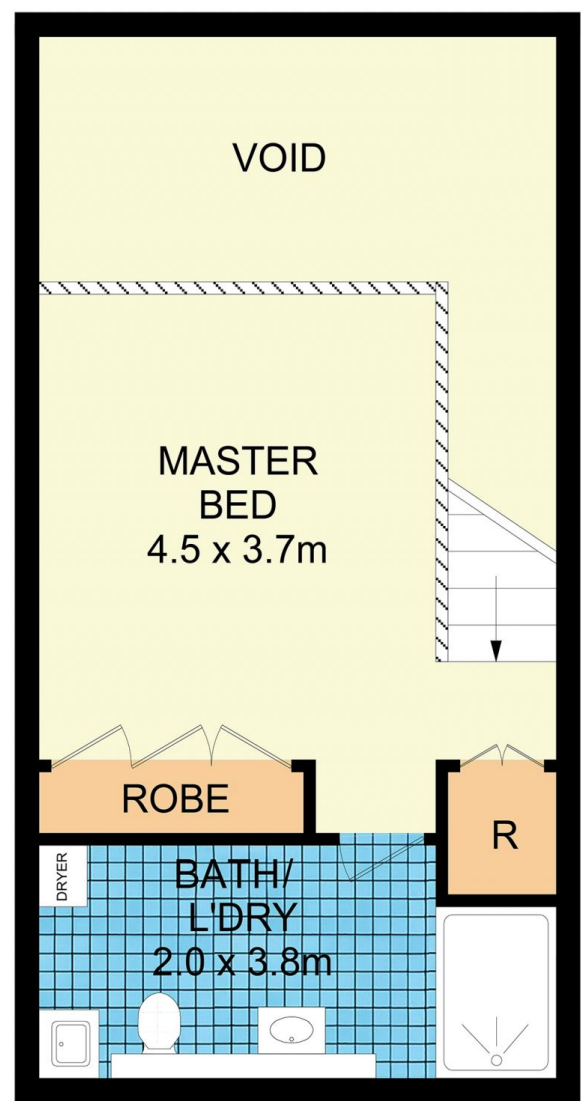 VOID
MASTER
BED
4.5 x 3.7m
ROBE
R
DRYER
BATH/
L'DRY
2.0 x 3.8m